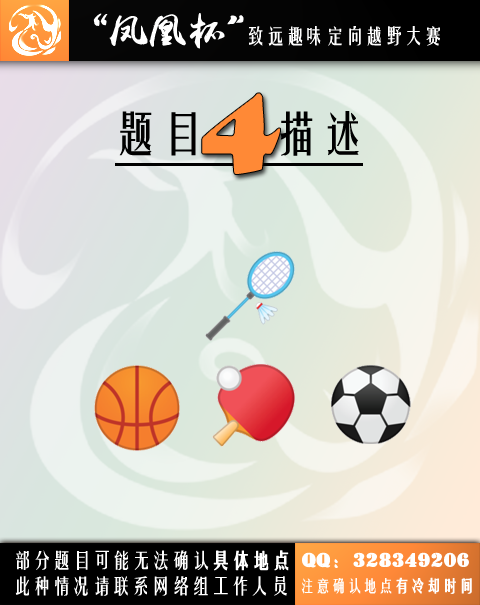 “凤凰杯”致远趣味定向越野大赛
题目4描述
部分题目可能无法确认具体地点
此种情况请联系网络组工作人员
QQ：328349206
注意确认地点有冷却时间